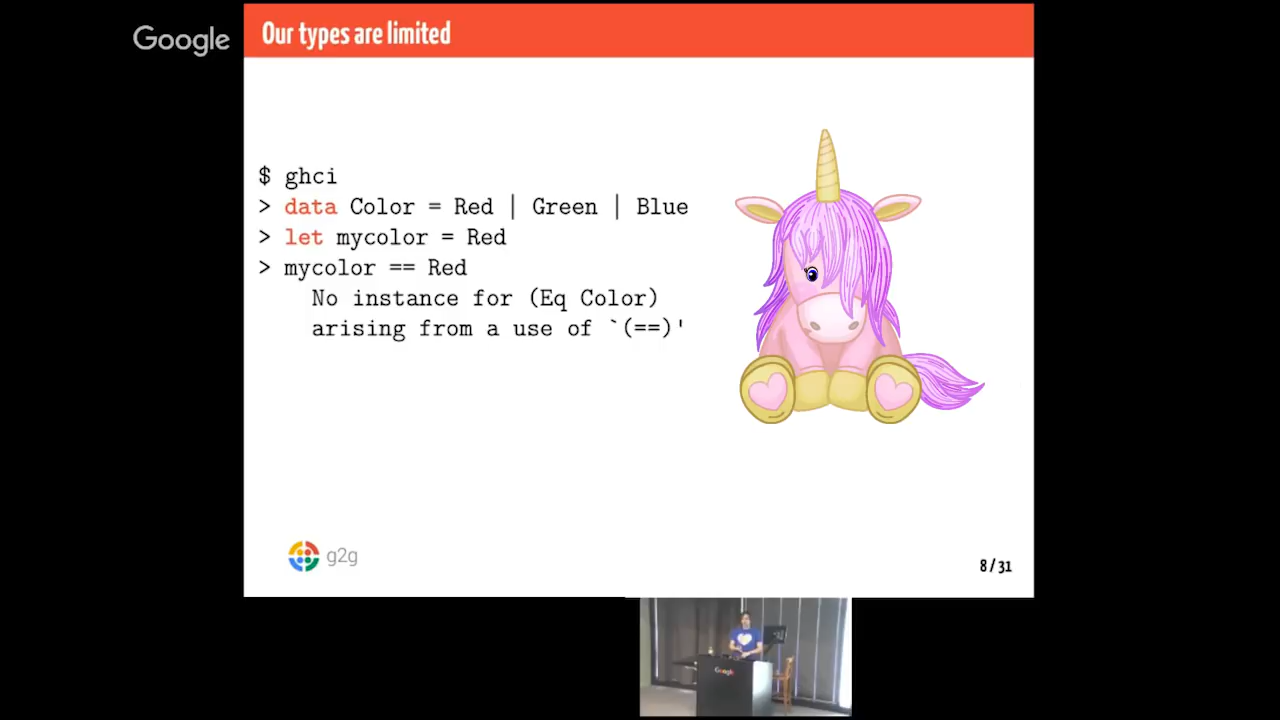 Google
Our types are limited
$ ghci
> data Color = Red | Green | Blue
> let mycolor = Red
> mycolor == Red
No instance for (Eq Color)
arising from a use of `(==)'
g2g
8 / 31
Google